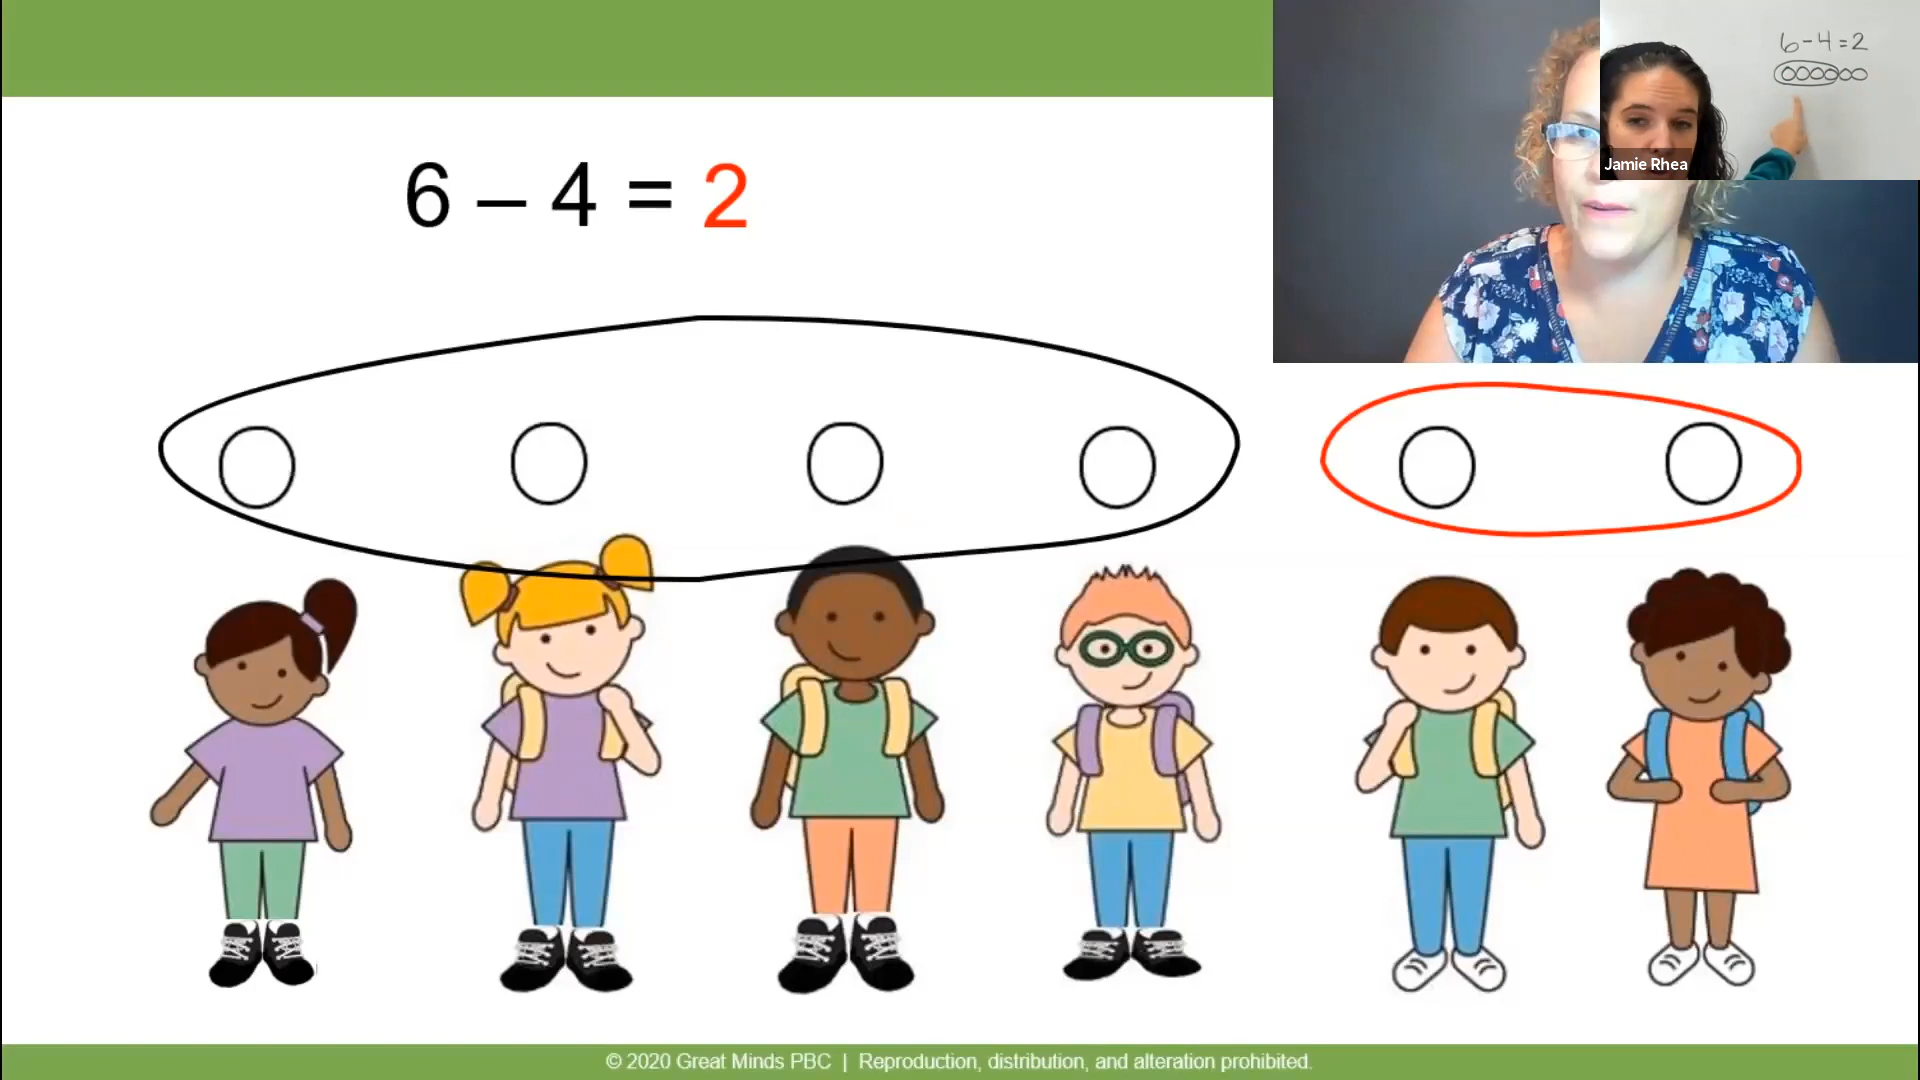 6 – 4 = 2
6-4=2
Jamie Rhea
© 2020 Great Minds PBC | Reproduction, distribution, and alteration prohibited.